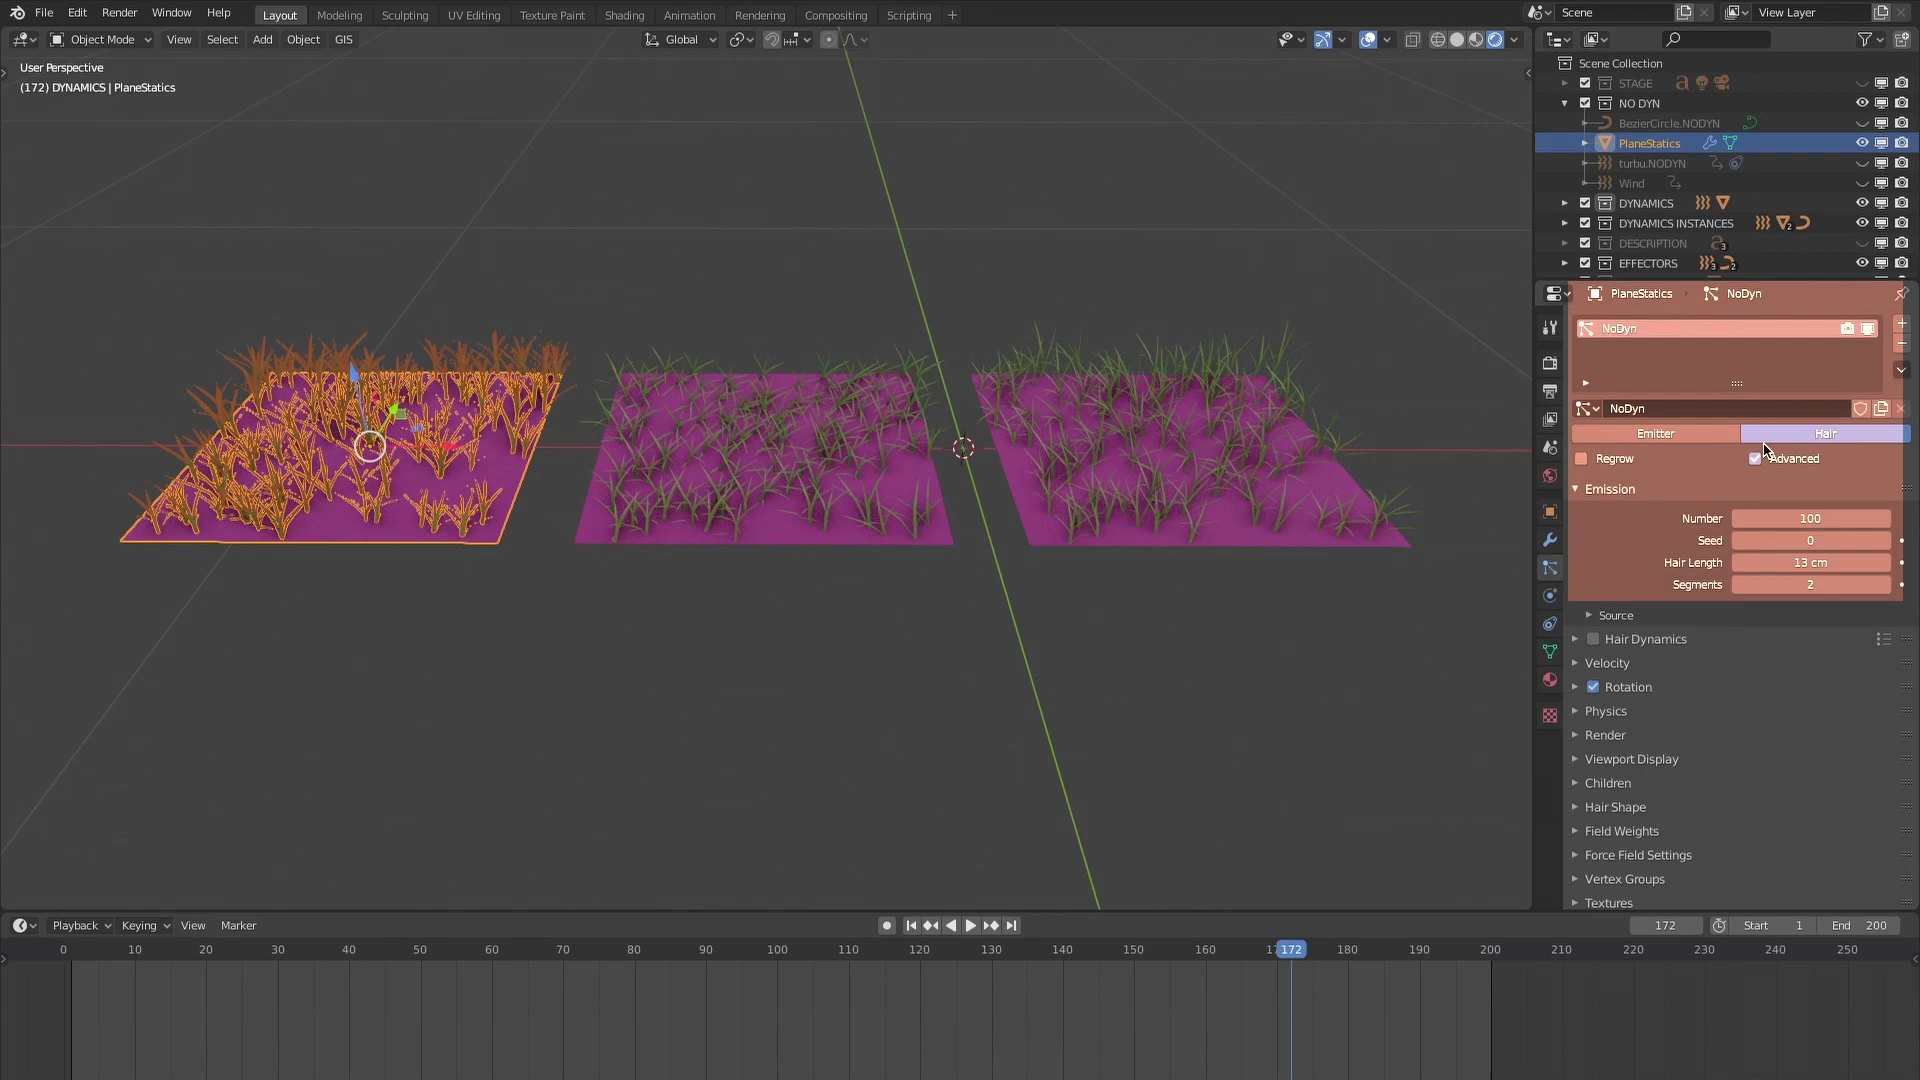 File Edit Render Window Help Layout Modeling Sculpting UV Editing Texture Paint Shading Animation Rendering Compositing Scripting + Scene View Layer
Object Mode View Select Add Object GIS Global
User Perspective
(172) DYNAMICS | PlaneStatics
Scene Collection
STAGE
NO DYN
BezierCircle.NODYN
PlaneStatics
turbu.NODYN
Wind
DYNAMICS
DYNAMICS INSTANCES 2
DESCRIPTION 3
EFFECTORS 3 2
PlaneStatics NoDyn
NoDyn
NoDyn
Emitter Hair
Regrow Advanced
Emission
Number 100
Seed 0
Hair Length 13 cm
Segments 2
Source
Hair Dynamics
Velocity
Rotation
Physics
Render
Viewport Display
Children
Hair Shape
Field Weights
Force Field Settings
Vertex Groups
Textures
Playback Keying View Marker 172 Start 1 End 200
0 10 20 30 40 50 60 70 80 90 100 110 120 130 140 150 160 172 180 190 200 210 220 230 240 250